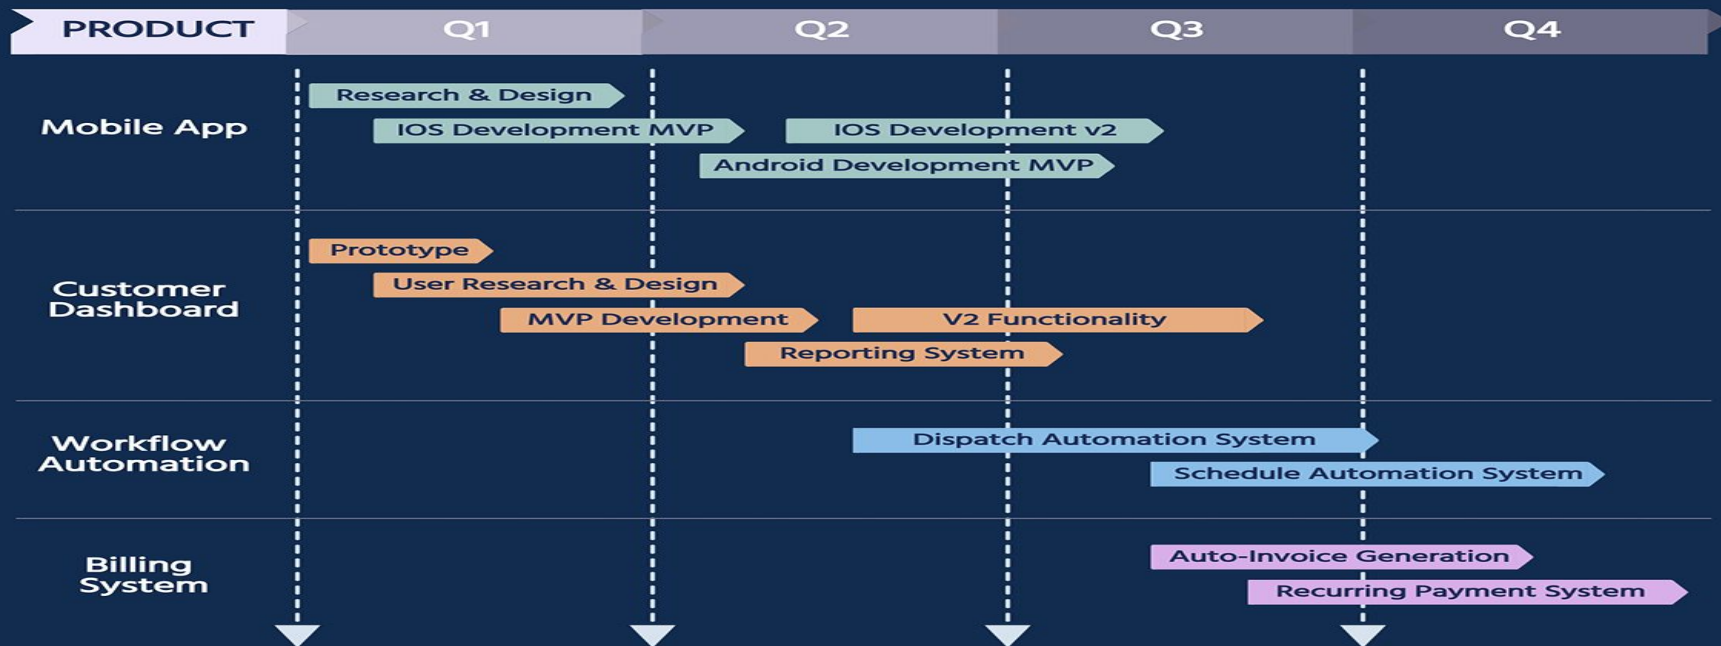 PRODUCT Q1 Q2 Q3 Q4
Mobile App
Research & Design
IOS Development MVP
IOS Development v2
Android Development MVP
Customer
Dashboard
Prototype
User Research & Design
MVP Development
V2 Functionality
Reporting System
Workflow
Automation
Dispatch Automation System
Schedule Automation System
Billing
System
Auto-Invoice Generation
Recurring Payment System